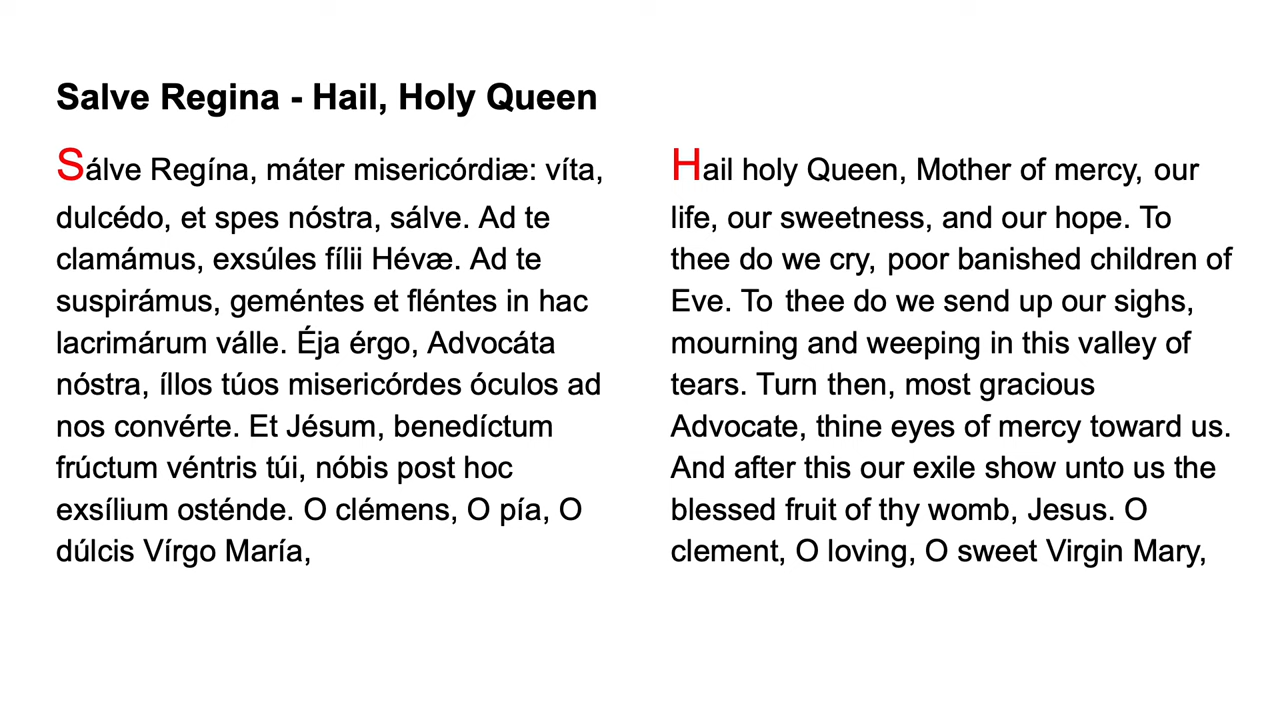 Salve Regina - Hail, Holy Queen
Sálve Regína, máter misericórdiæ: víta,
dulcédo, et spes nóstra, sálve. Ad te
clamámus, exsúles fílii Hévæ. Ad te
suspirámus, geméntes et fléntes in hac
lacrimárum válle. Éja érgo, Advocáta
nóstra, íllos túos misericórdes óculos ad
nos convérte. Et Jésum, benedíctum
frúctum véntris túi, nóbis post hoc
exsílium osténde. O clémens, O pía, O
dúlcis Vírgo María,
Hail holy Queen, Mother of mercy, our
life, our sweetness, and our hope. To
thee do we cry, poor banished children of
Eve. To thee do we send up our sighs,
mourning and weeping in this valley of
tears. Turn then, most gracious
Advocate, thine eyes of mercy toward us.
And after this our exile show unto us the
blessed fruit of thy womb, Jesus. O
clement, O loving, O sweet Virgin Mary,